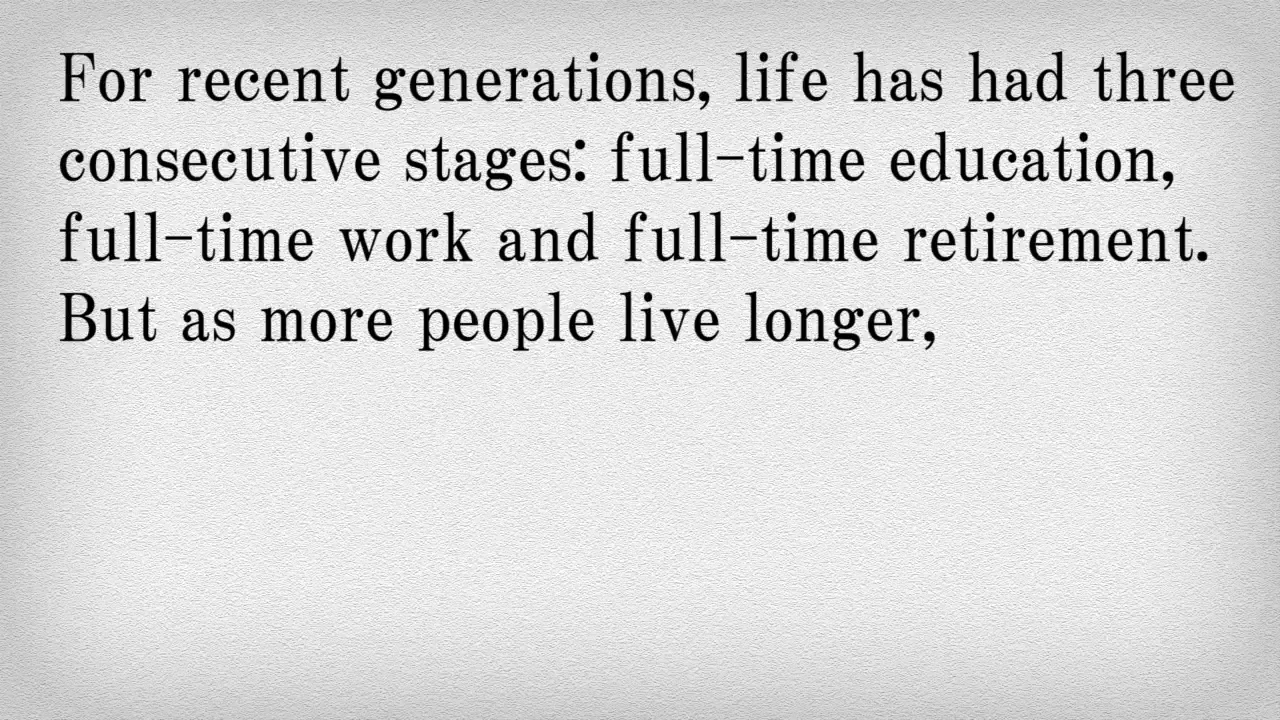 For recent generations, life has had three
consecutive stages: full-time education,
full-time work and full-time retirement.
But as more people live longer,